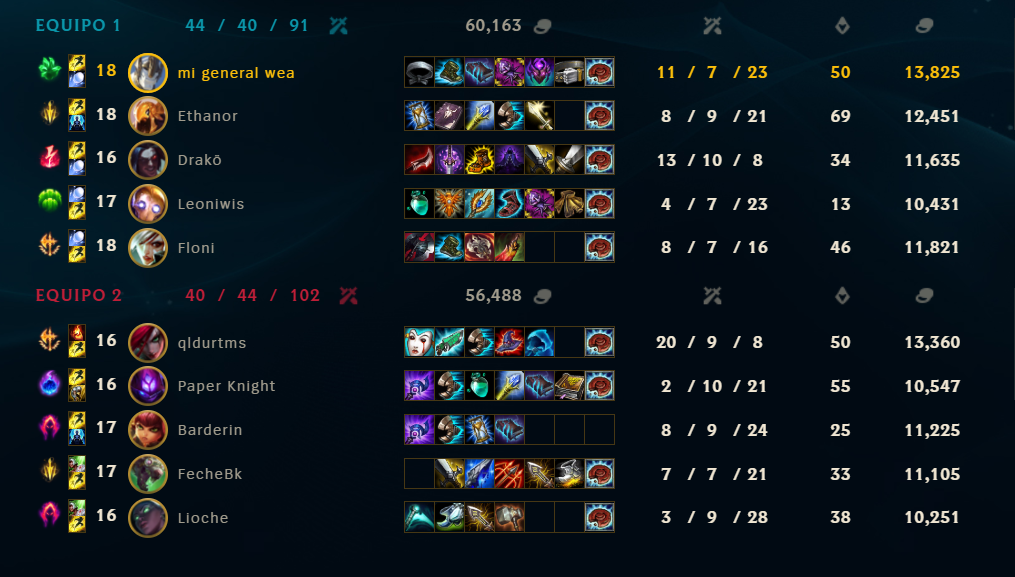 EQUIPO 1 44 / 40 / 91 60,163
18 mi general wea 11 / 7 / 23 50 13,825
18 Ethanor 8 / 9 / 21 69 12,451
16 Drakō 13 / 10 / 8 34 11,635
17 Leoniwis 4 / 7 / 23 13 10,431
18 Floni 8 / 7 / 16 46 11,821
EQUIPO 2 40 / 44 / 102 56,488
16 qldurtms 20 / 9 / 8 50 13,360
16 Paper Knight 2 / 10 / 21 55 10,547
17 Barderin 8 / 9 / 24 25 11,225
17 FecheBk 7 / 7 / 21 33 11,105
16 Lioche 3 / 9 / 28 38 10,251